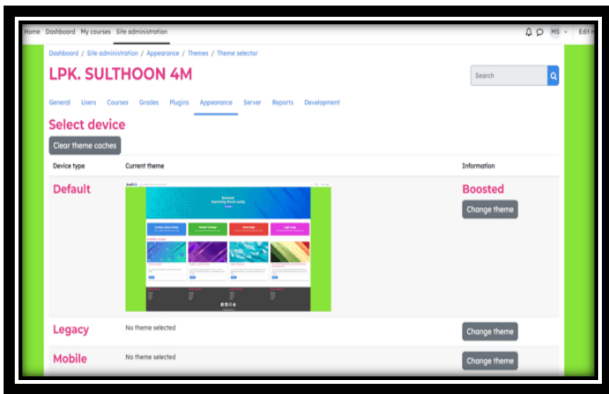 Home Dashboard My courses Site administration MS Edit
Dashboard / Site administration / Appearance / Themes / Theme selector
LPK. SULTHOON 4M
Search
General Users Courses Grades Plugins Appearance Server Reports Development
Select device
Clear theme caches
Device type Current theme Information
Default Boosted
Change theme
Legacy No theme selected Change theme
Mobile No theme selected Change theme